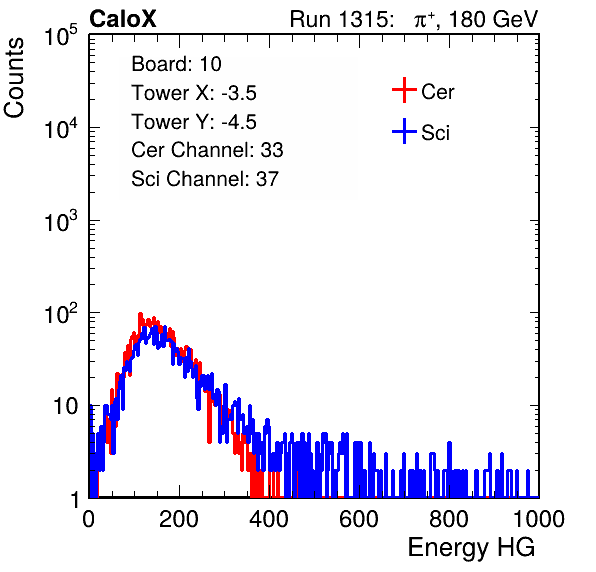 CaloX Run 1315: π⁺, 180 GeV
Counts
10⁵
10⁴
10³
10²
10
1
Board: 10
Tower X: -3.5
Tower Y: -4.5
Cer Channel: 33
Sci Channel: 37
Cer
Sci
0 200 400 600 800 1000
Energy HG